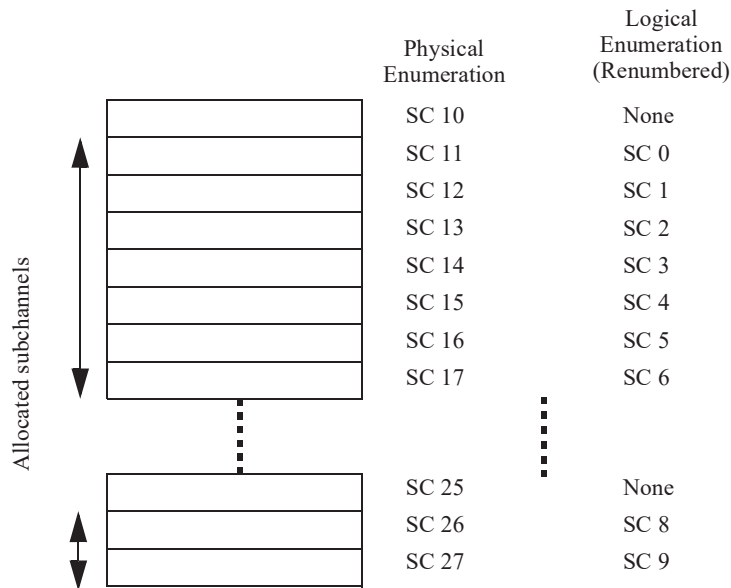 Physical
Enumeration
Logical
Enumeration
(Renumbered)
SC 10 None
SC 11 SC 0
SC 12 SC 1
SC 13 SC 2
SC 14 SC 3
SC 15 SC 4
SC 16 SC 5
SC 17 SC 6
SC 25 None
SC 26 SC 8
SC 27 SC 9
Allocated subchannels